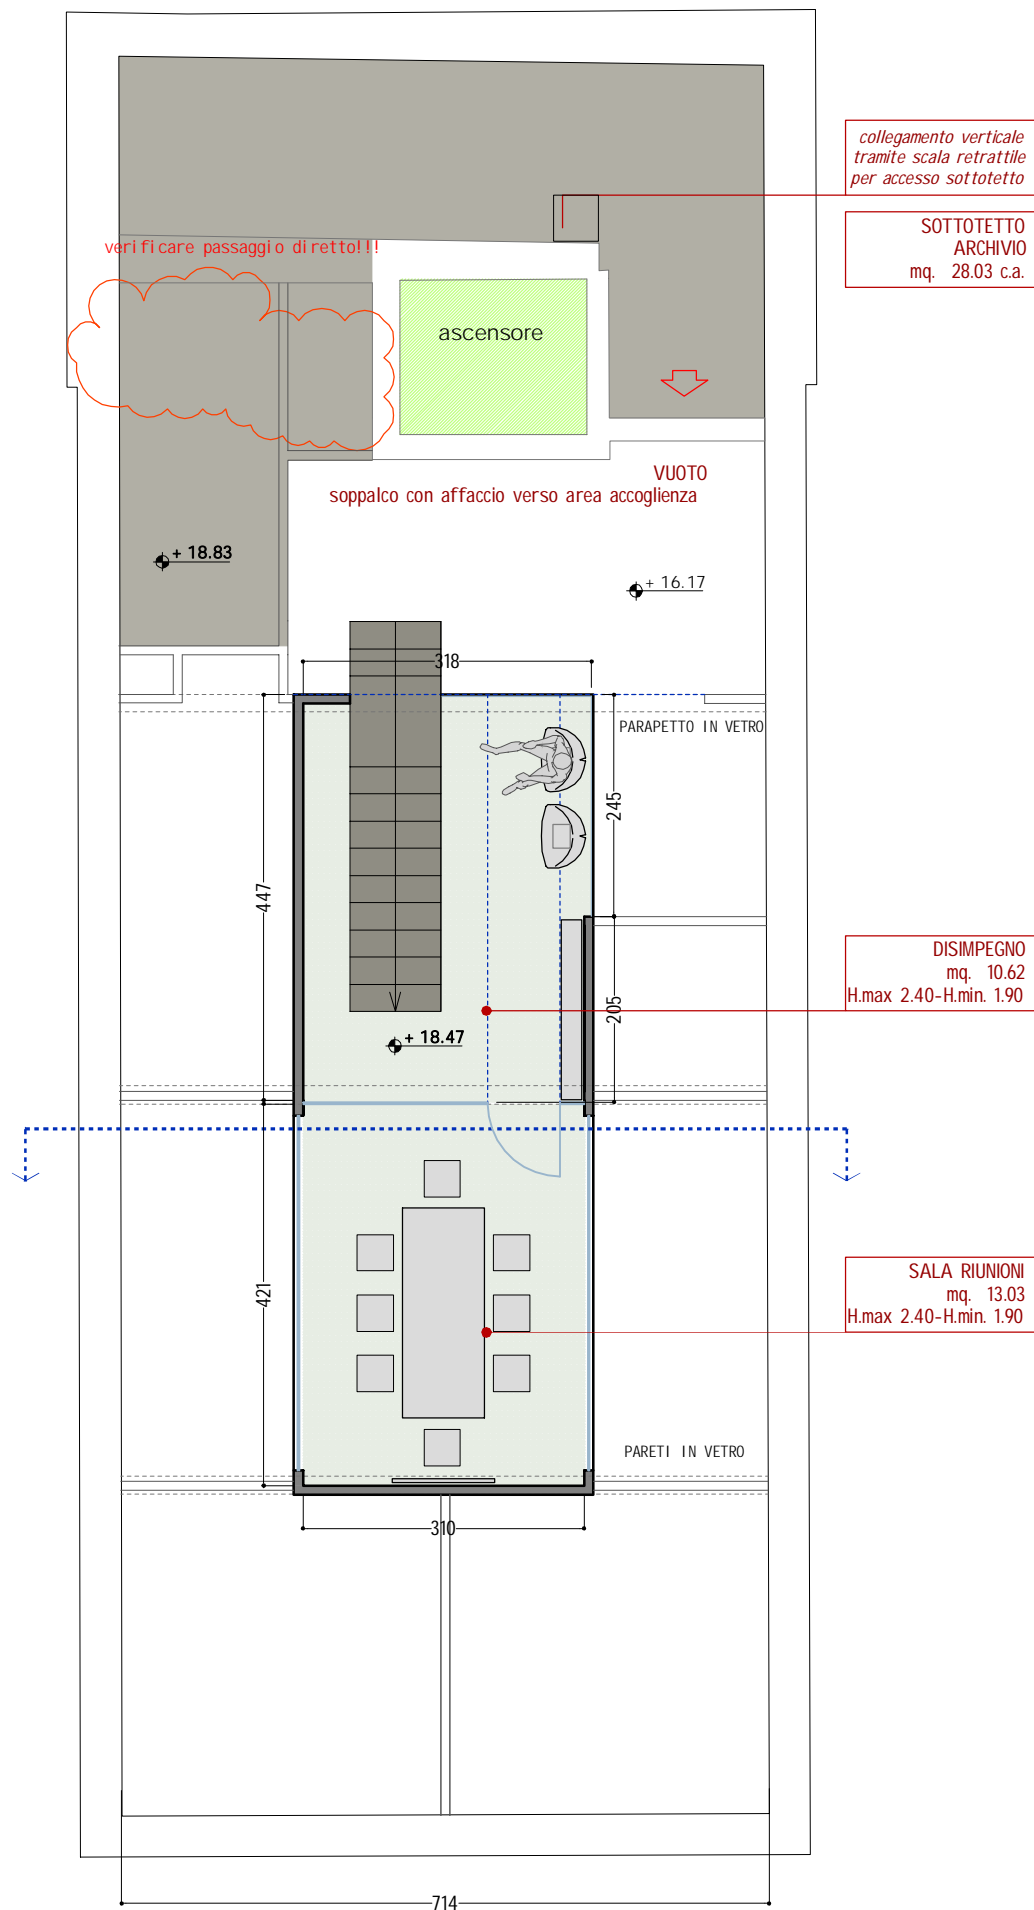 collegamento verticale
tramite scala retrattile
per accesso sottotetto
SOTTOTETTO
ARCHIVIO
mq. 28.03 c.a.
verificare passaggio diretto!!!
ascensore
VUOTO
soppalco con affaccio verso area accoglienza
+ 18.83
+ 16.17
318
PARAPETTO IN VETRO
245
447
DISIMPEGNO
mq. 10.62
H.max 2.40-H.min. 1.90
205
+ 18.47
SALA RIUNIONI
mq. 13.03
H.max 2.40-H.min. 1.90
421
PARETI IN VETRO
310
714